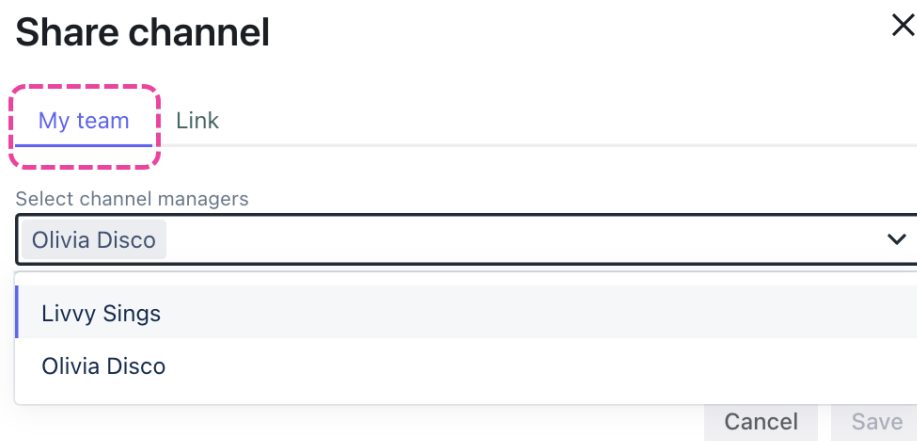 Share channel
My team Link
Select channel managers
Olivia Disco
Livvy Sings
Olivia Disco
Cancel Save